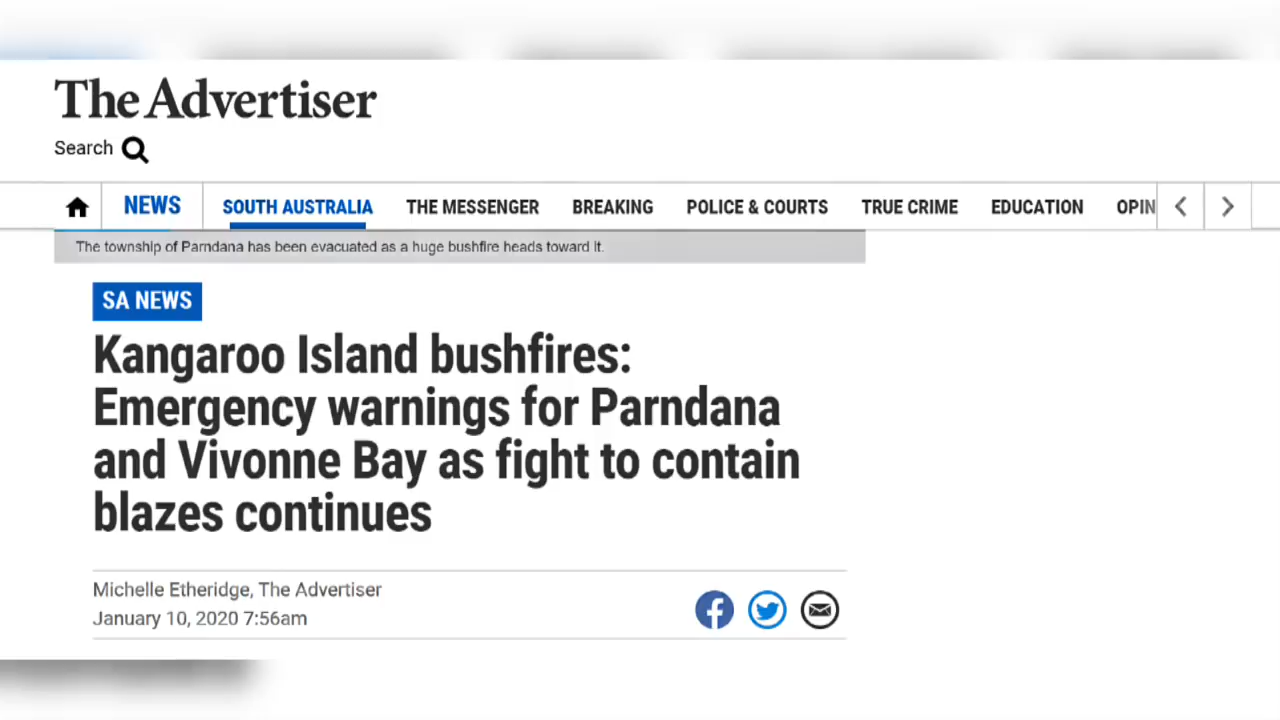 The Advertiser
Search
NEWS SOUTH AUSTRALIA THE MESSENGER BREAKING POLICE & COURTS TRUE CRIME EDUCATION OPIN
The township of Parndana has been evacuated as a huge bushfire heads toward it.
SA NEWS
Kangaroo Island bushfires:
Emergency warnings for Parndana
and Vivonne Bay as fight to contain
blazes continues
Michelle Etheridge, The Advertiser
January 10, 2020 7:56am